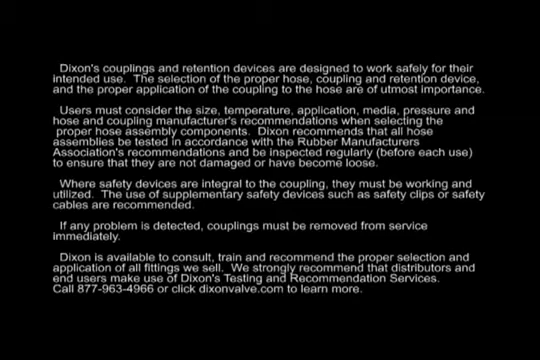 Dixon's couplings and retention devices are designed to work safely for their
intended use. The selection of the proper hose, coupling and retention device,
and the proper application of the coupling to the hose are of utmost importance.
Users must consider the size, temperature, application, media, pressure and
hose and coupling manufacturer's recommendations when selecting the
proper hose assembly components. Dixon recommends that all hose
assemblies be tested in accordance with the Rubber Manufacturers
Association's recommendations and be inspected regularly (before each use)
to ensure that they are not damaged or have become loose.
Where safety devices are integral to the coupling, they must be working and
utilized. The use of supplementary safety devices such as safety clips or safety
cables are recommended.
If any problem is detected, couplings must be removed from service
immediately.
Dixon is available to consult, train and recommend the proper selection and
application of all fittings we sell. We strongly recommend that distributors and
end users make use of Dixon's Testing and Recommendation Services.
Call 877-963-4966 or click dixonvalve.com to learn more.